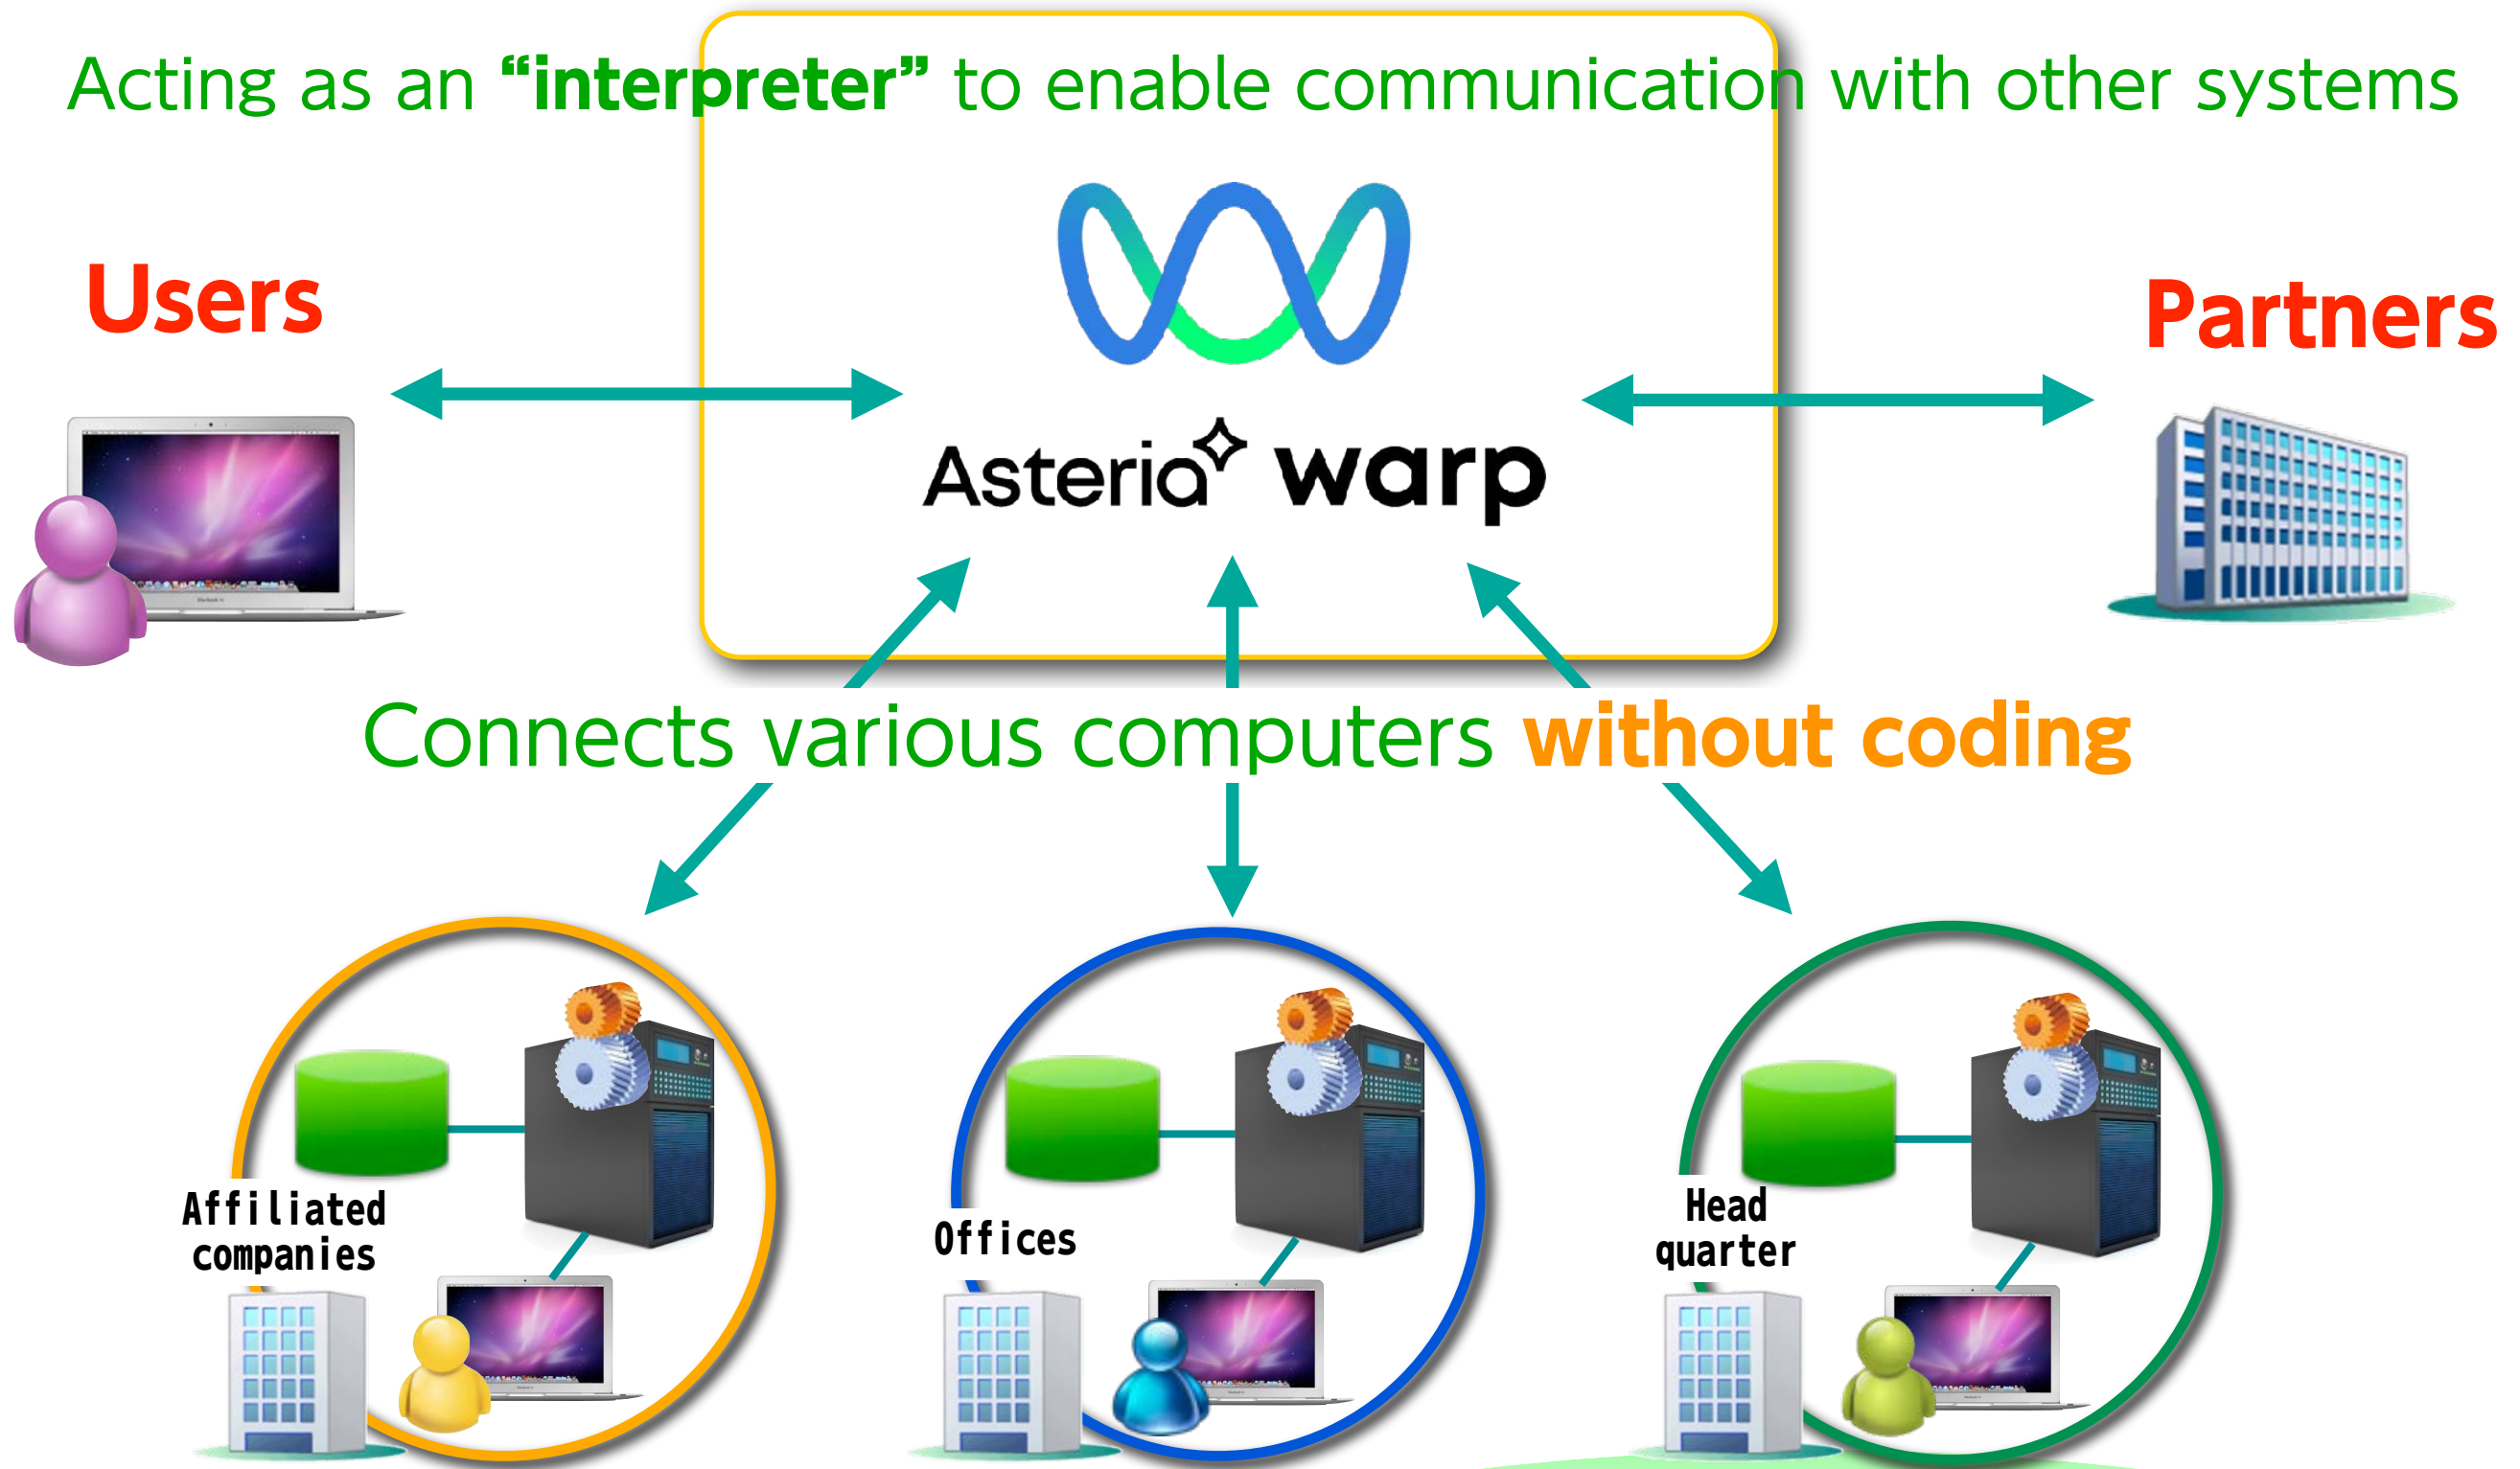 Acting as an “interpreter” to enable communication with other systems
Users
Partners
Asteria warp
Connects various computers without coding
Affiliated
companies
Offices
Head
quarter